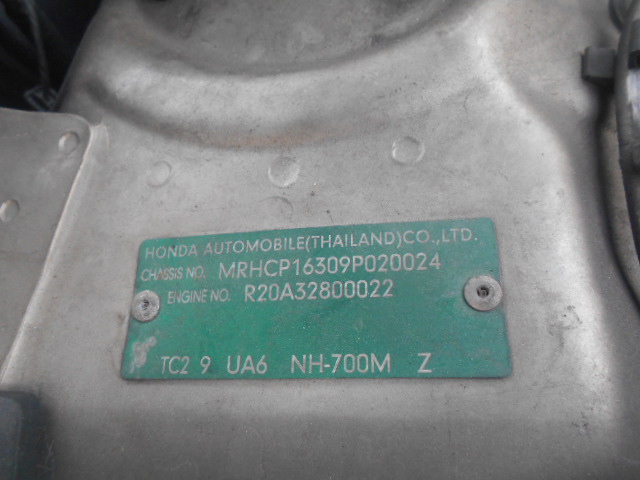 HONDA AUTOMOBILE(THAILAND)CO.,LTD.
CHASSIS NO. MRHCP16309P020024
ENGINE NO. R20A32800022
TC2 9 UA6 NH-700M Z